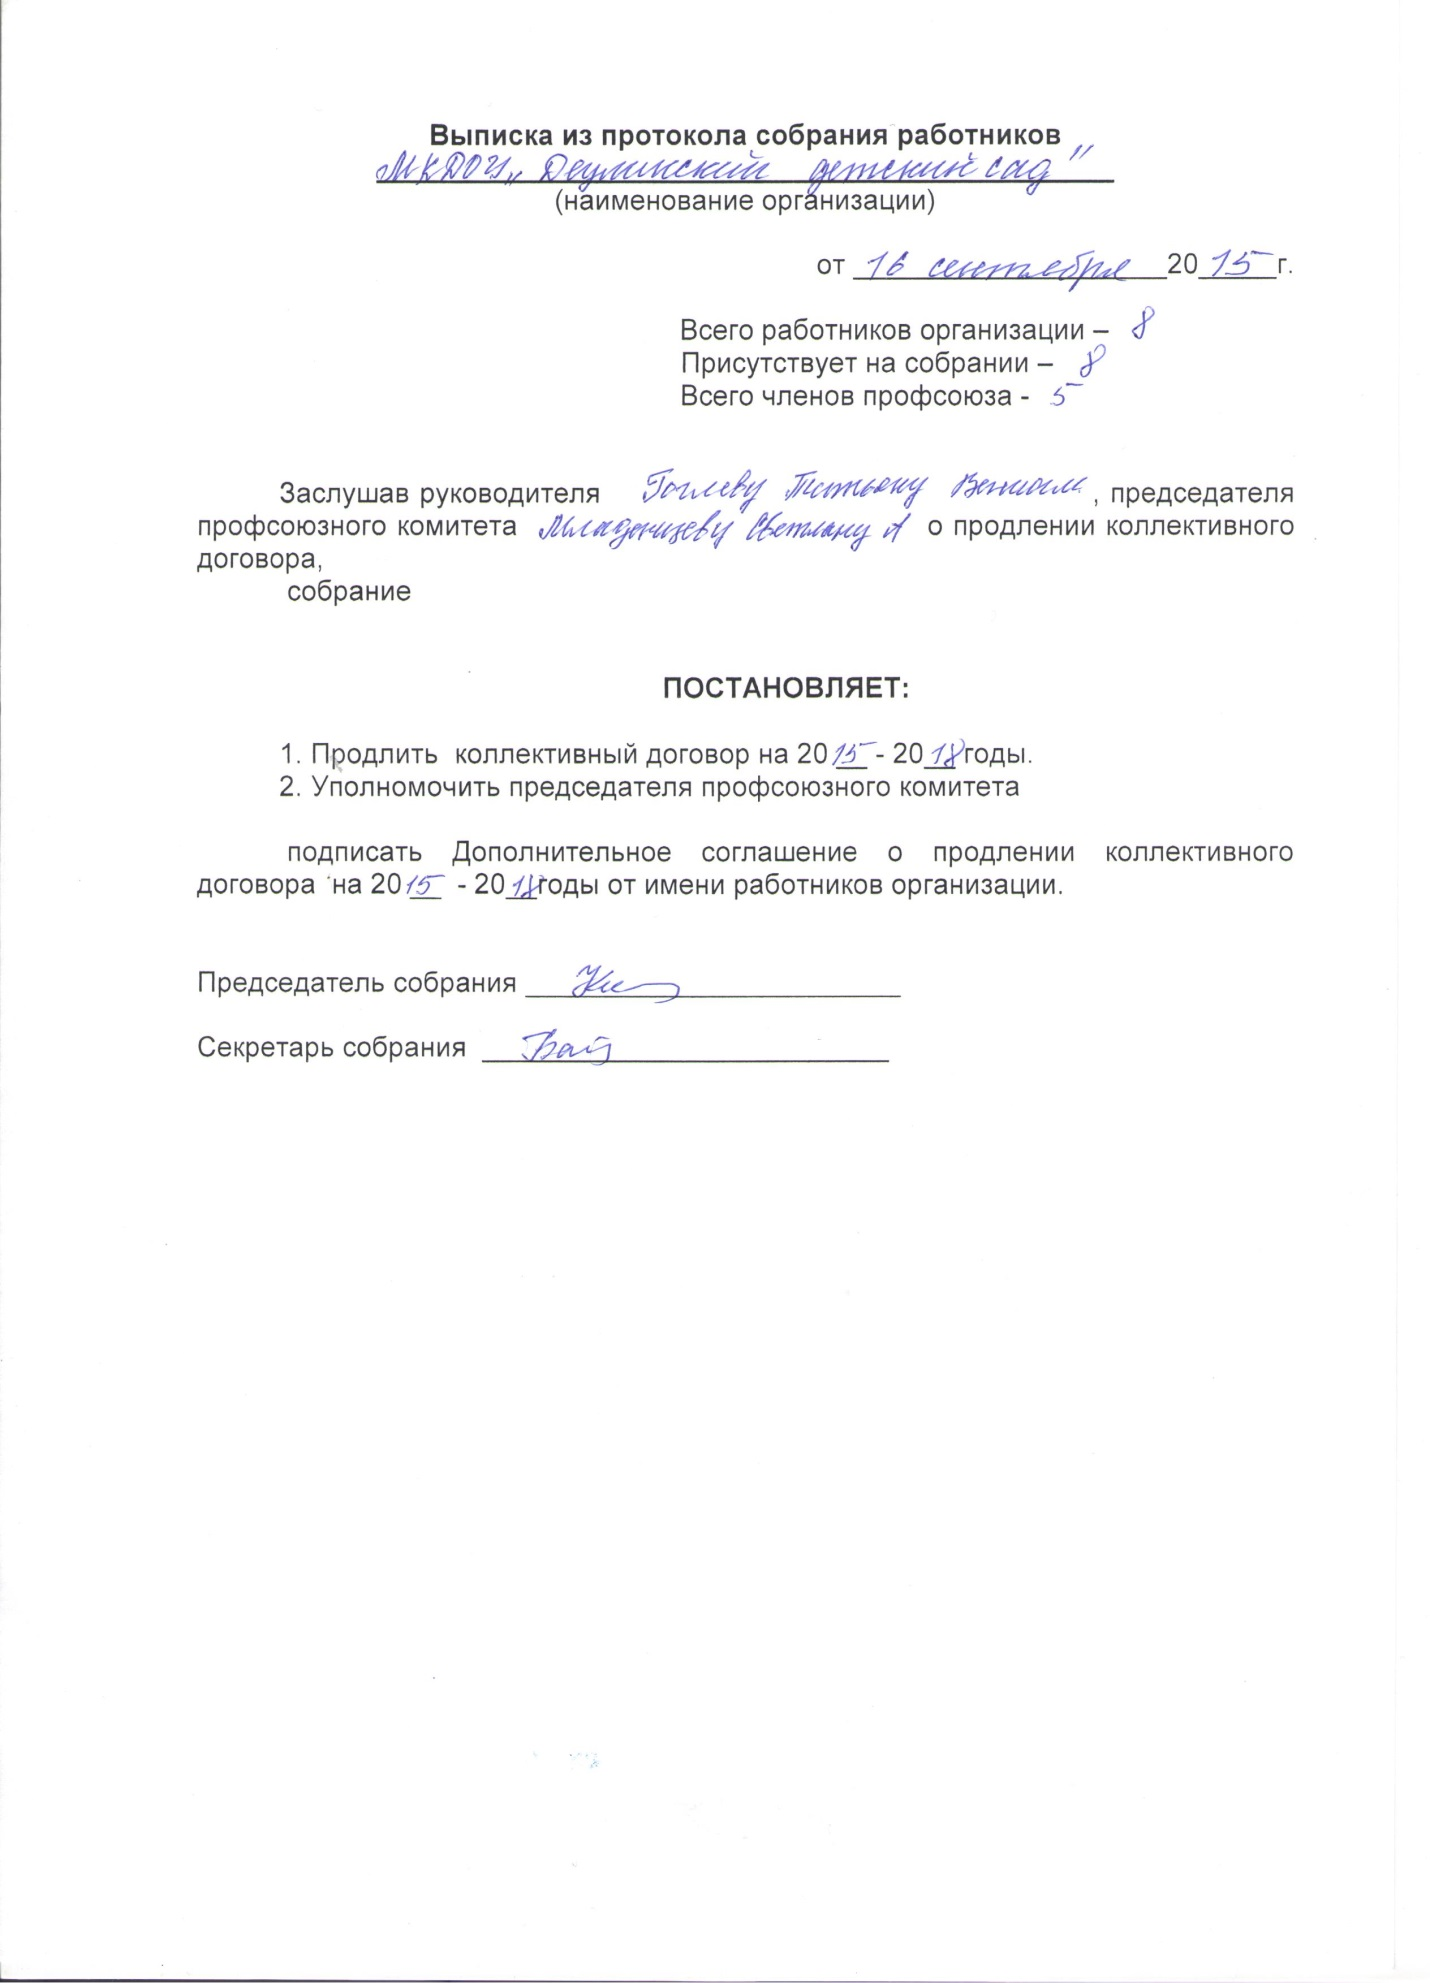 Выписка из протокола собрания работников
МКДОУ „Деулинский детский сад"
(наименование организации)
от 16 сентября 2015 г.
Всего работников организации – 8
Присутствует на собрании – 8
Всего членов профсоюза - 5
Заслушав руководителя Татьяну , председателя
профсоюзного комитета Светлану А о продлении коллективного
договора,
собрание
ПОСТАНОВЛЯЕТ:
1. Продлить коллективный договор на 2015 - 2018 годы.
2. Уполномочить председателя профсоюзного комитета
подписать Дополнительное соглашение о продлении коллективного
договора на 2015 - 2018 годы от имени работников организации.
Председатель собрания
Секретарь собрания